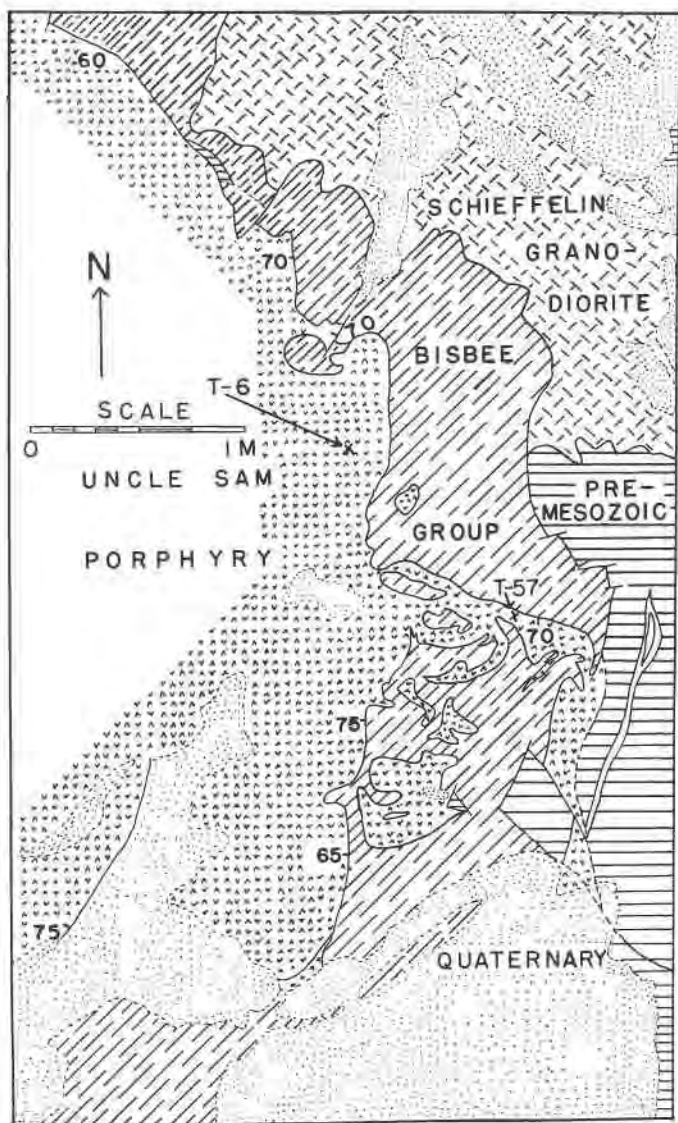 60
SCHIEFFELIN
GRANO-
DIORITE
N
70
70
BISBEE
T-6
SCALE
0 1 M
UNCLE SAM
PRE-
MESOZOIC
GROUP
PORPHYRY
T-57
70
75
65
75
QUATERNARY